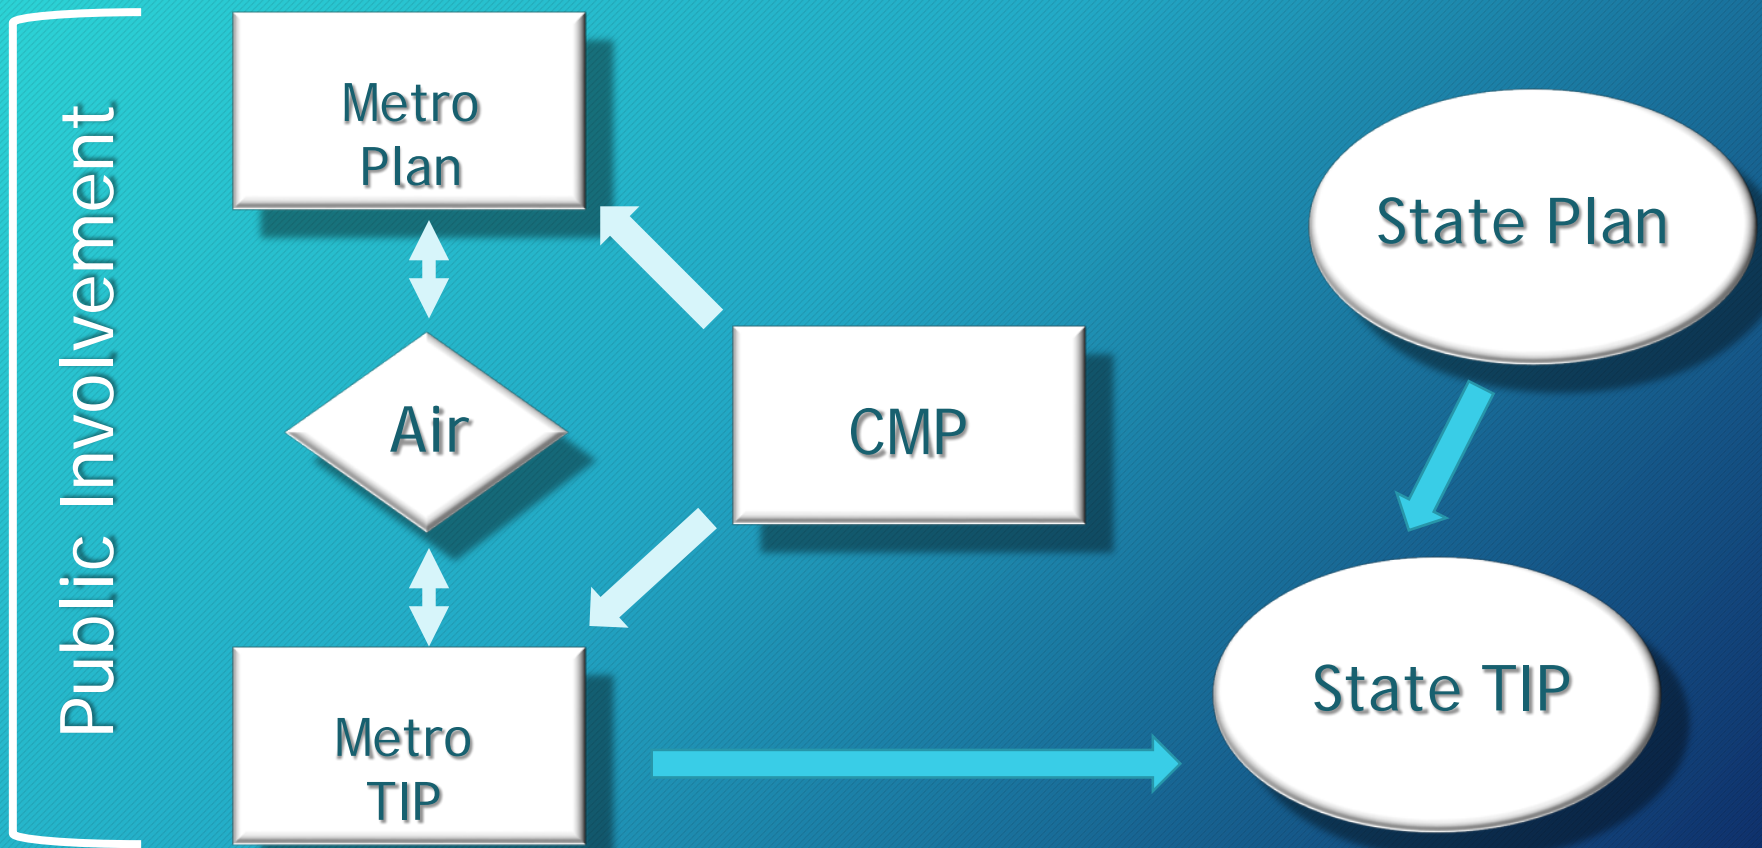 Public Involvement
Metro
Plan
State Plan
Air
CMP
Metro
TIP
State TIP